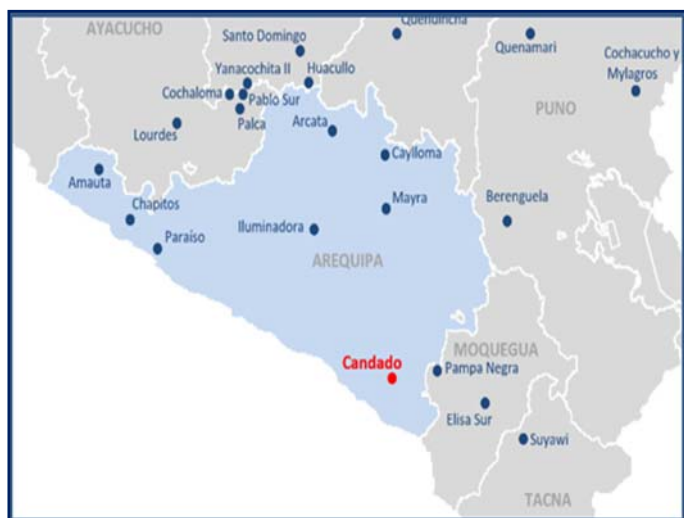 AYACUCHO
Santo Domingo
Quenamari
Cochacucho y
Mylagros
Yanacochita II
Huacullo
Cochaloma
Pablo Sur
PUNO
Palca
Arcata
Lourdes
Caylloma
Amauta
Chapitos
Mayra
Berenguela
Iluminadora
Paraíso
AREQUIPA
Candado
MOQUEGUA
Pampa Negra
Elisa Sur
Suyawi
TACNA